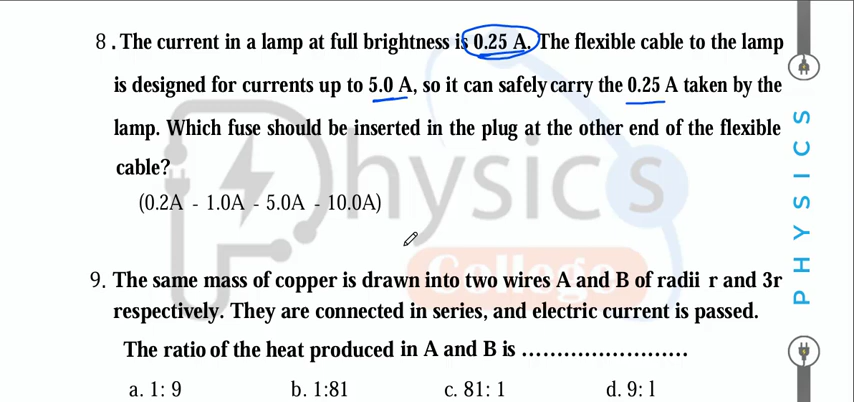 8 . The current in a lamp at full brightness is 0.25 A. The flexible cable to the lamp
is designed for currents up to 5.0 A, so it can safely carry the 0.25 A taken by the
lamp. Which fuse should be inserted in the plug at the other end of the flexible
cable?
(0.2A - 1.0A - 5.0A - 10.0A)
9. The same mass of copper is drawn into two wires A and B of radii r and 3r
respectively. They are connected in series, and electric current is passed.
The ratio of the heat produced in A and B is ...........................
a. 1: 9 b. 1:81 c. 81: 1 d. 9: l
Physics
College
PHYSICS